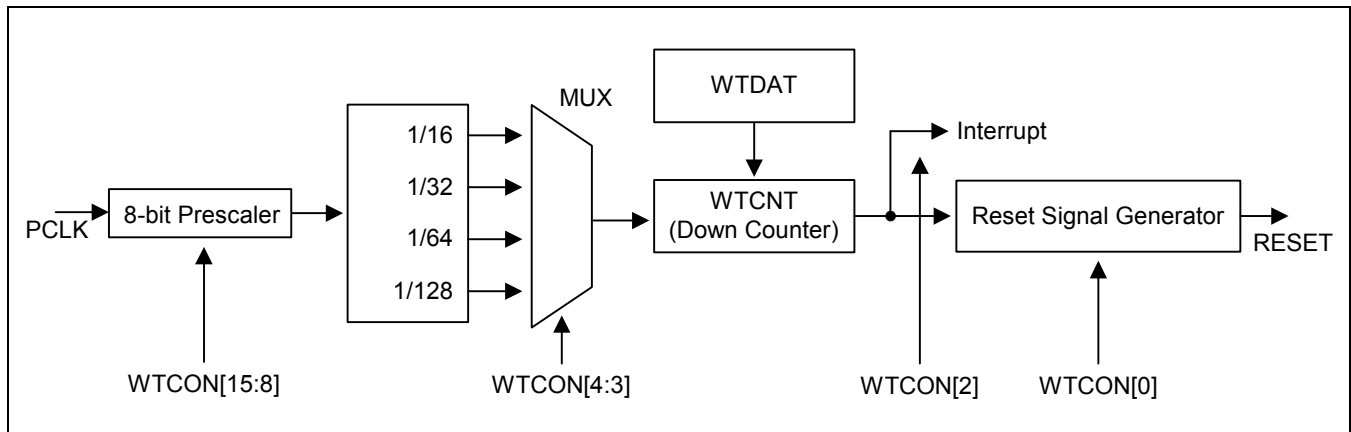 WTDAT
MUX
1/16
Interrupt
1/32
WTCNT
(Down Counter)
8-bit Prescaler
Reset Signal Generator
PCLK
1/64
RESET
1/128
WTCON[15:8]
WTCON[4:3]
WTCON[2]
WTCON[0]